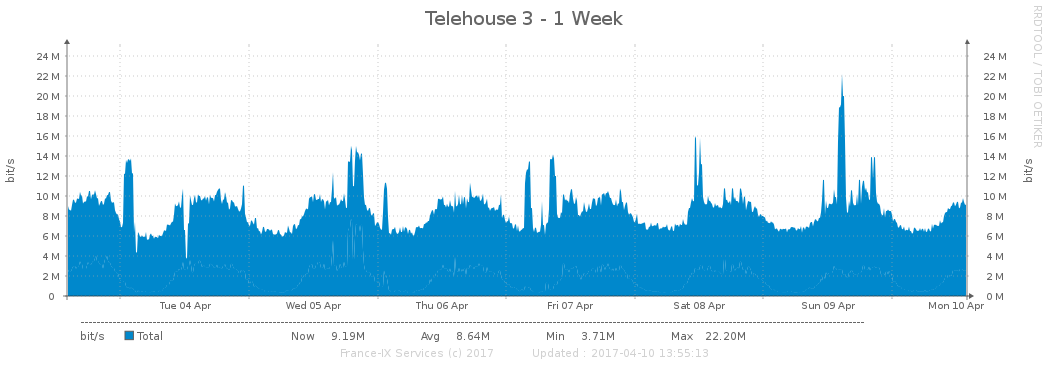 Telehouse 3 - 1 Week
RRDTOOL / TOBI OETIKER
bit/s
24 M 24 M
22 M 22 M
20 M 20 M
18 M 18 M
16 M 16 M
14 M 14 M
12 M 12 M
10 M 10 M
8 M 8 M
6 M 6 M
4 M 4 M
2 M 2 M
0 0 M
bit/s
Tue 04 Apr Wed 05 Apr Thu 06 Apr Fri 07 Apr Sat 08 Apr Sun 09 Apr Mon 10 Apr
bit/s Total Now 9.19M Avg 8.64M Min 3.71M Max 22.20M
France-IX Services (c) 2017 Updated : 2017-04-10 13:55:13